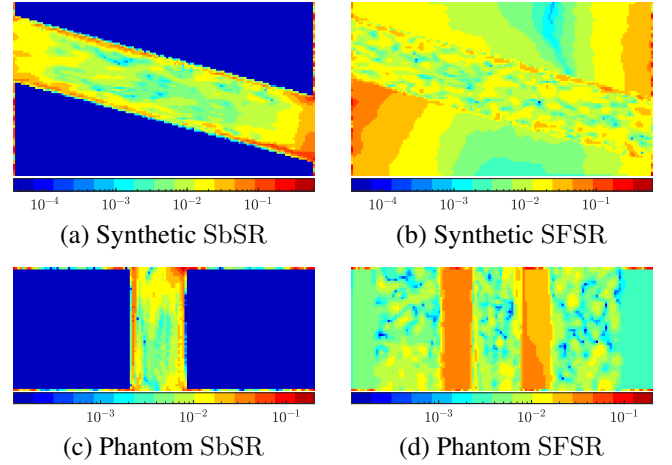 10⁻⁴ 10⁻³ 10⁻² 10⁻¹
10⁻⁴ 10⁻³ 10⁻² 10⁻¹
(a) Synthetic SbSR
(b) Synthetic SFSR
10⁻³ 10⁻² 10⁻¹
10⁻³ 10⁻² 10⁻¹
(c) Phantom SbSR
(d) Phantom SFSR